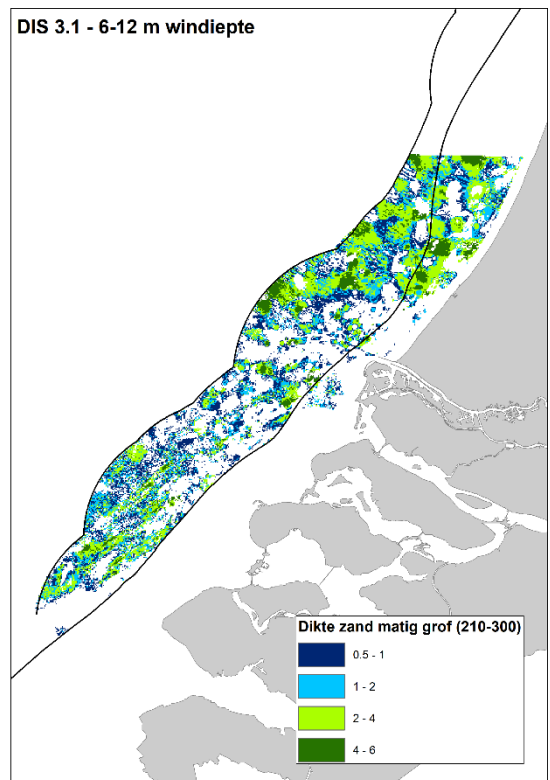 DIS 3.1 - 6-12 m windiepte
Dikte zand matig grof (210-300)
0.5 - 1
1 - 2
2 - 4
4 - 6